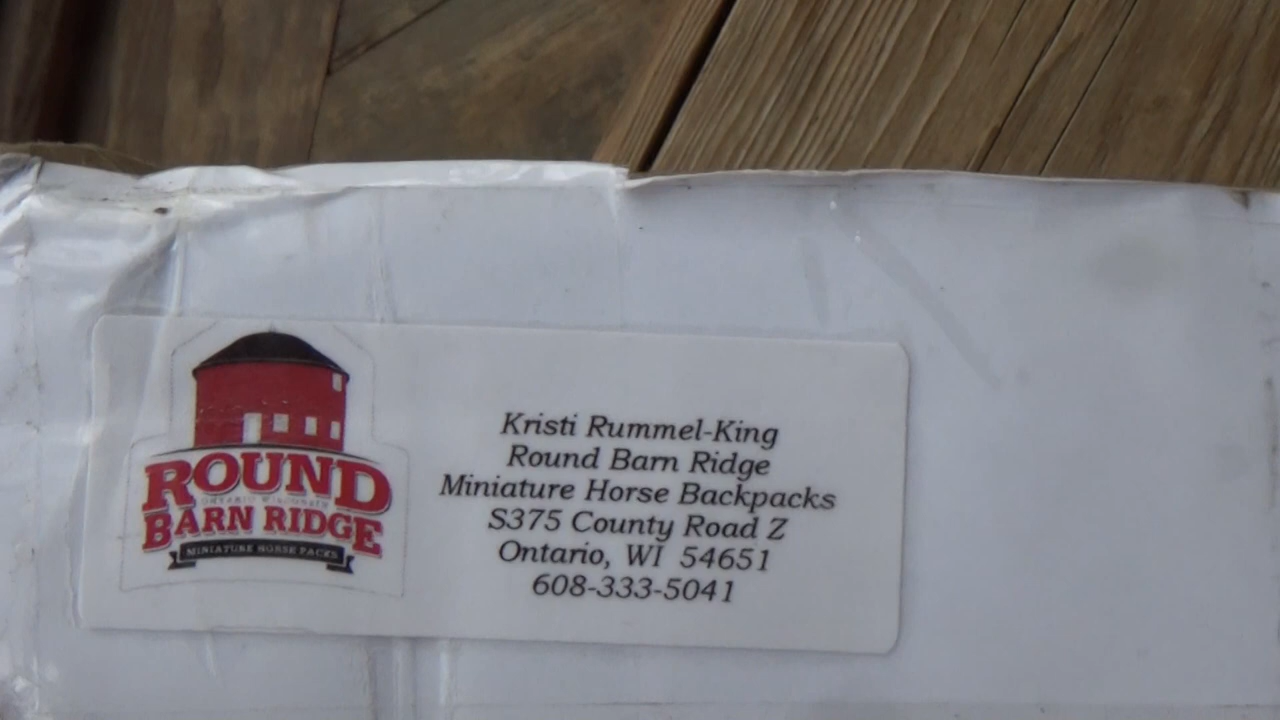 ROUND
ONTARIO WISCONSIN
BARN RIDGE
MINIATURE HORSE PACKS
Kristi Rummel-King
Round Barn Ridge
Miniature Horse Backpacks
S375 County Road Z
Ontario, WI 54651
608-333-5041